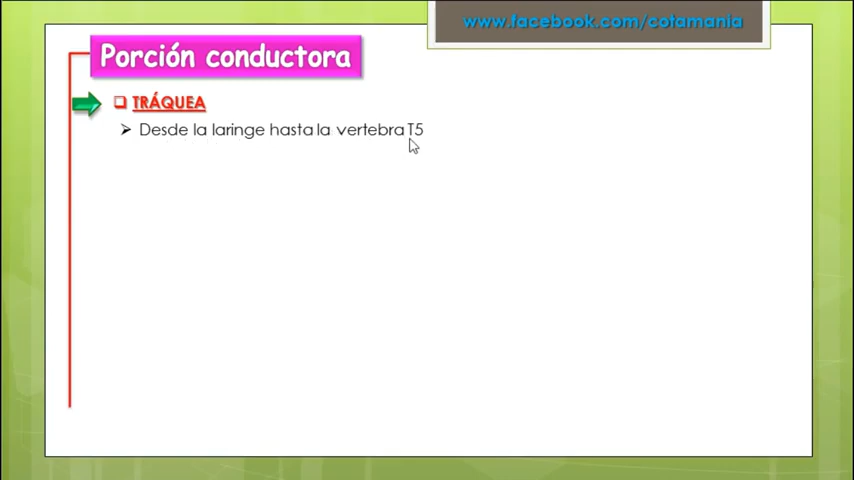 www.facebook.com/cotamania
Porción conductora
TRÁQUEA
Desde la laringe hasta la vertebra T5